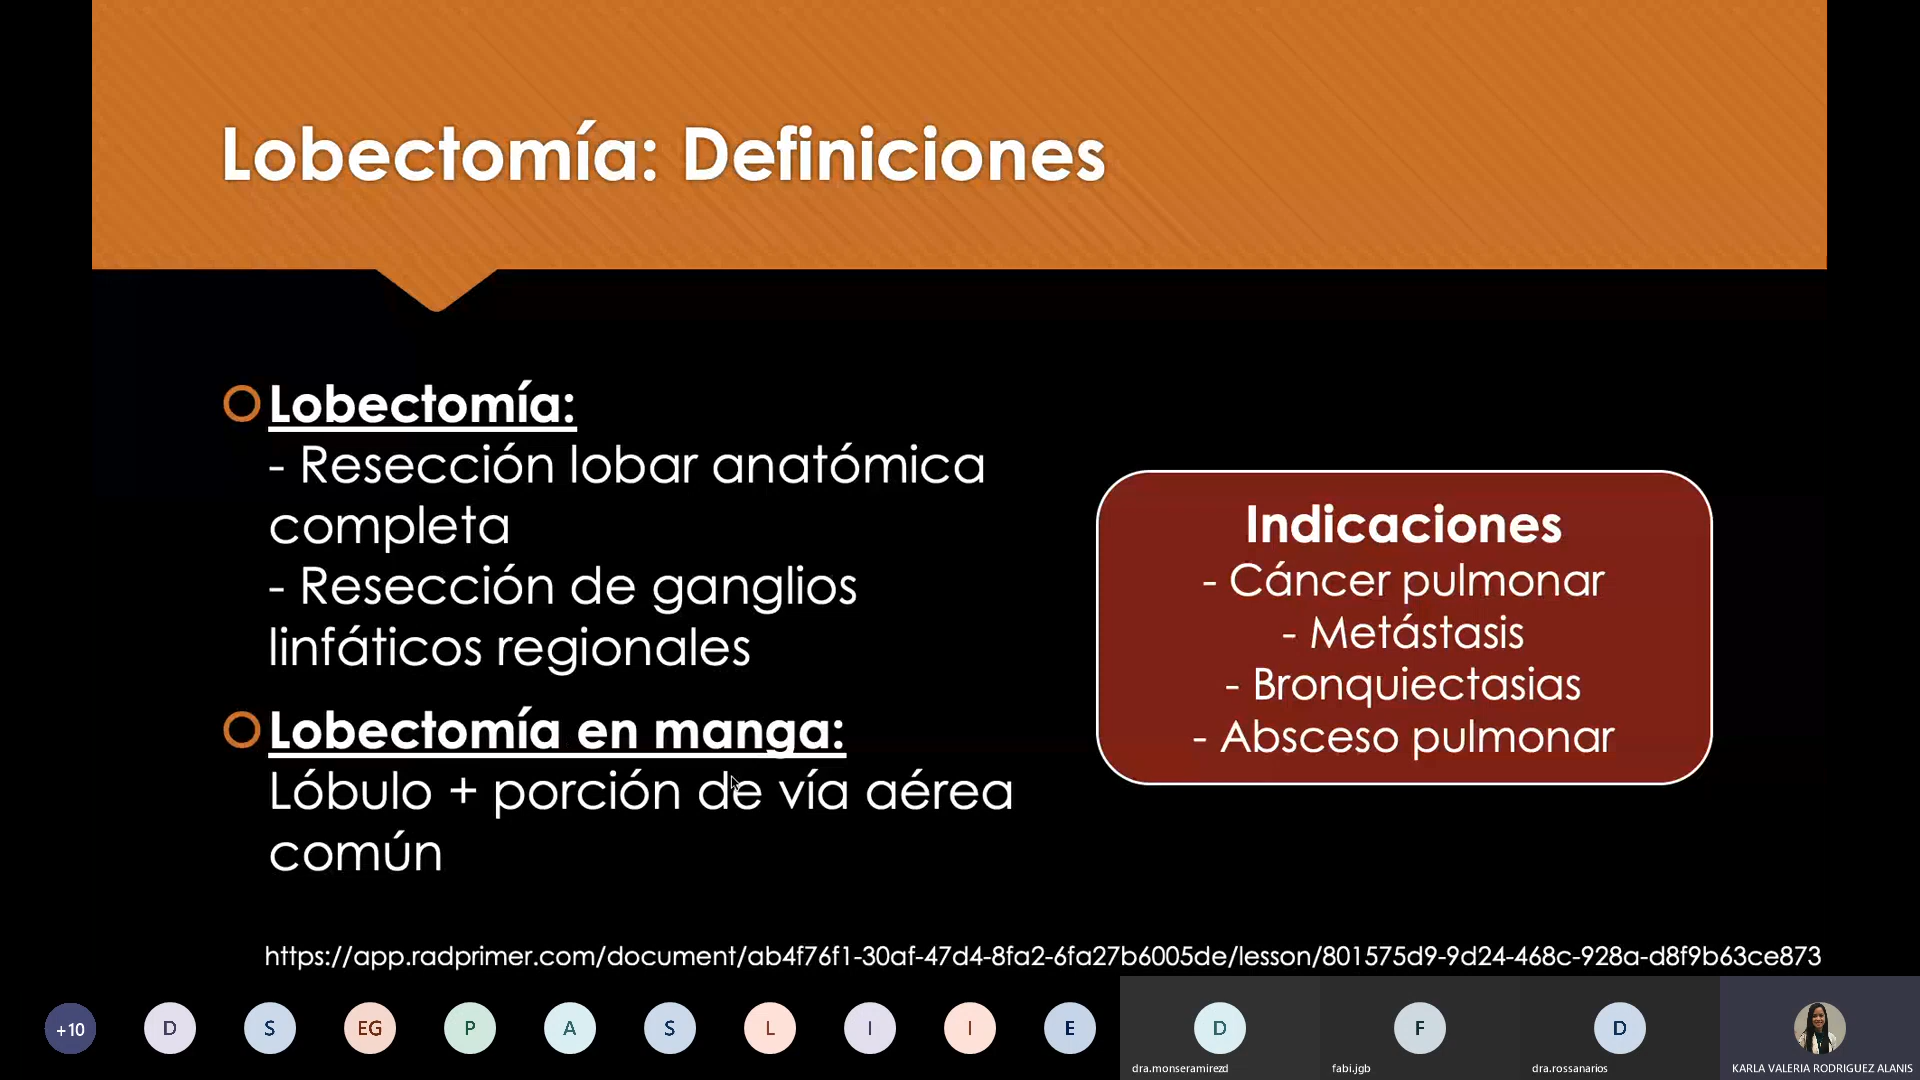 Lobectomía: Definiciones
Lobectomía:
- Resección lobar anatómica
completa
- Resección de ganglios
linfáticos regionales
Lobectomía en manga:
Lóbulo + porción de vía aérea
común
Indicaciones
- Cáncer pulmonar
- Metástasis
- Bronquiectasias
- Absceso pulmonar
https://app.radprimer.com/document/ab4f76f1-30af-47d4-8fa2-6fa27b6005de/lesson/801575d9-9d24-468c-928a-d8f9b63ce873
+10 D S EG P A S L I I E D F D
dra.monseramirezd fabi.jgb dra.rossanarios KARLA VALERIA RODRIGUEZ ALANIS